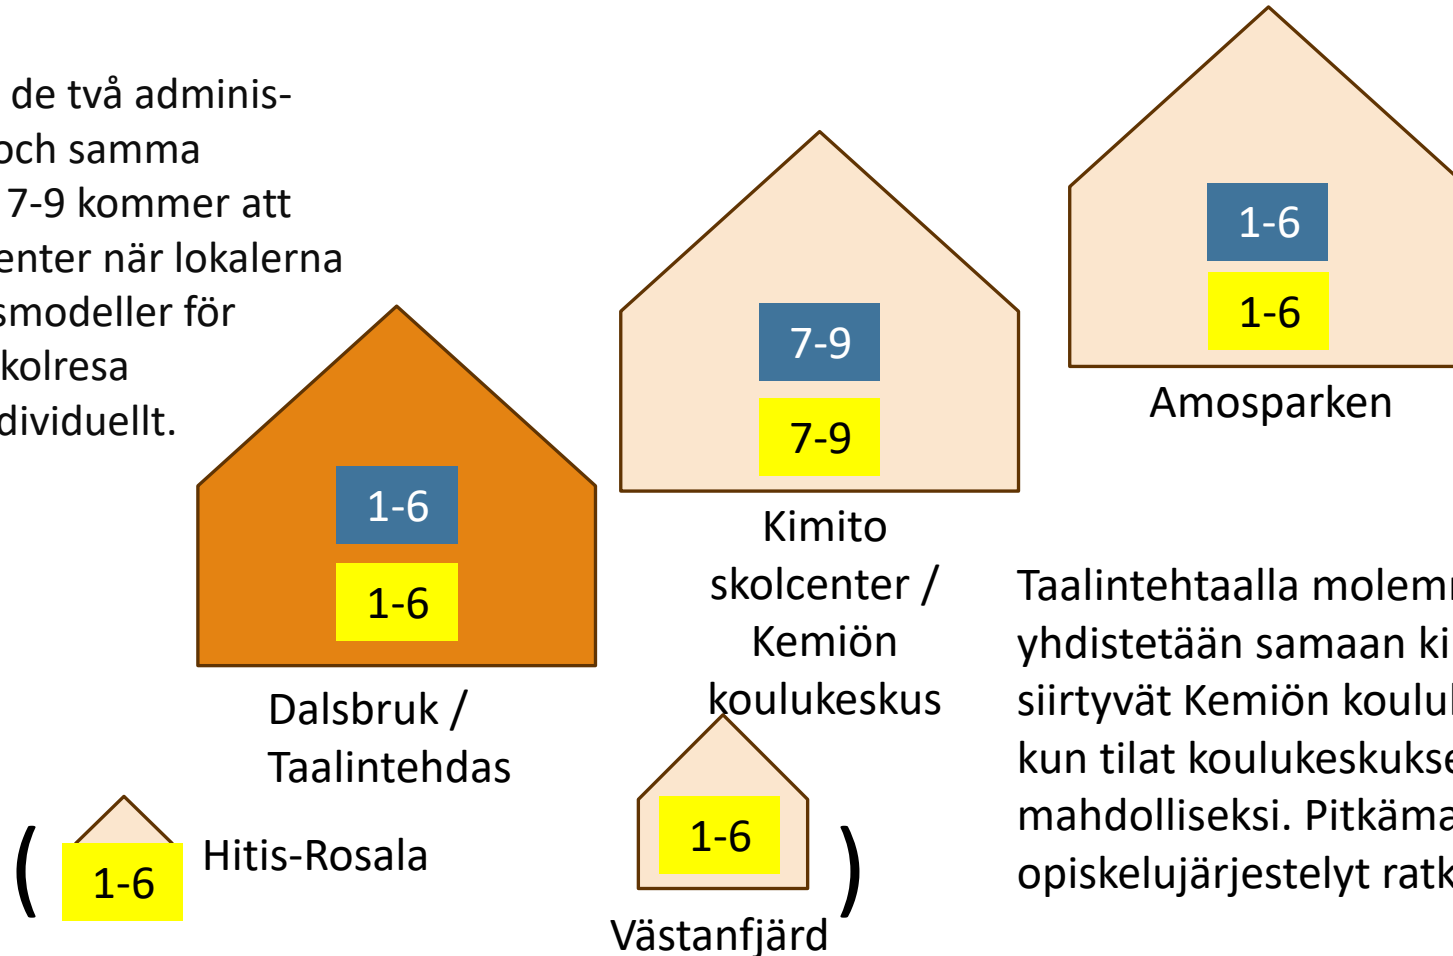 de två adminis-
och samma
7-9 kommer att
enter när lokalerna
smodeller för
kolresa
dividuellt.
1-6
1-6
Dalsbruk /
Taalintehdas
7-9
7-9
Kimito
skolcenter /
Kemiön
koulukeskus
1-6
1-6
Amosparken
Taalintehtaalla molem
yhdistetään samaan ki
siirtyvät Kemiön koulu
kun tilat koulukeskuks
mahdolliseksi. Pitkäma
opiskelujärjestelyt ratk
( 1-6 Hitis-Rosala
1-6 )
Västanfjärd